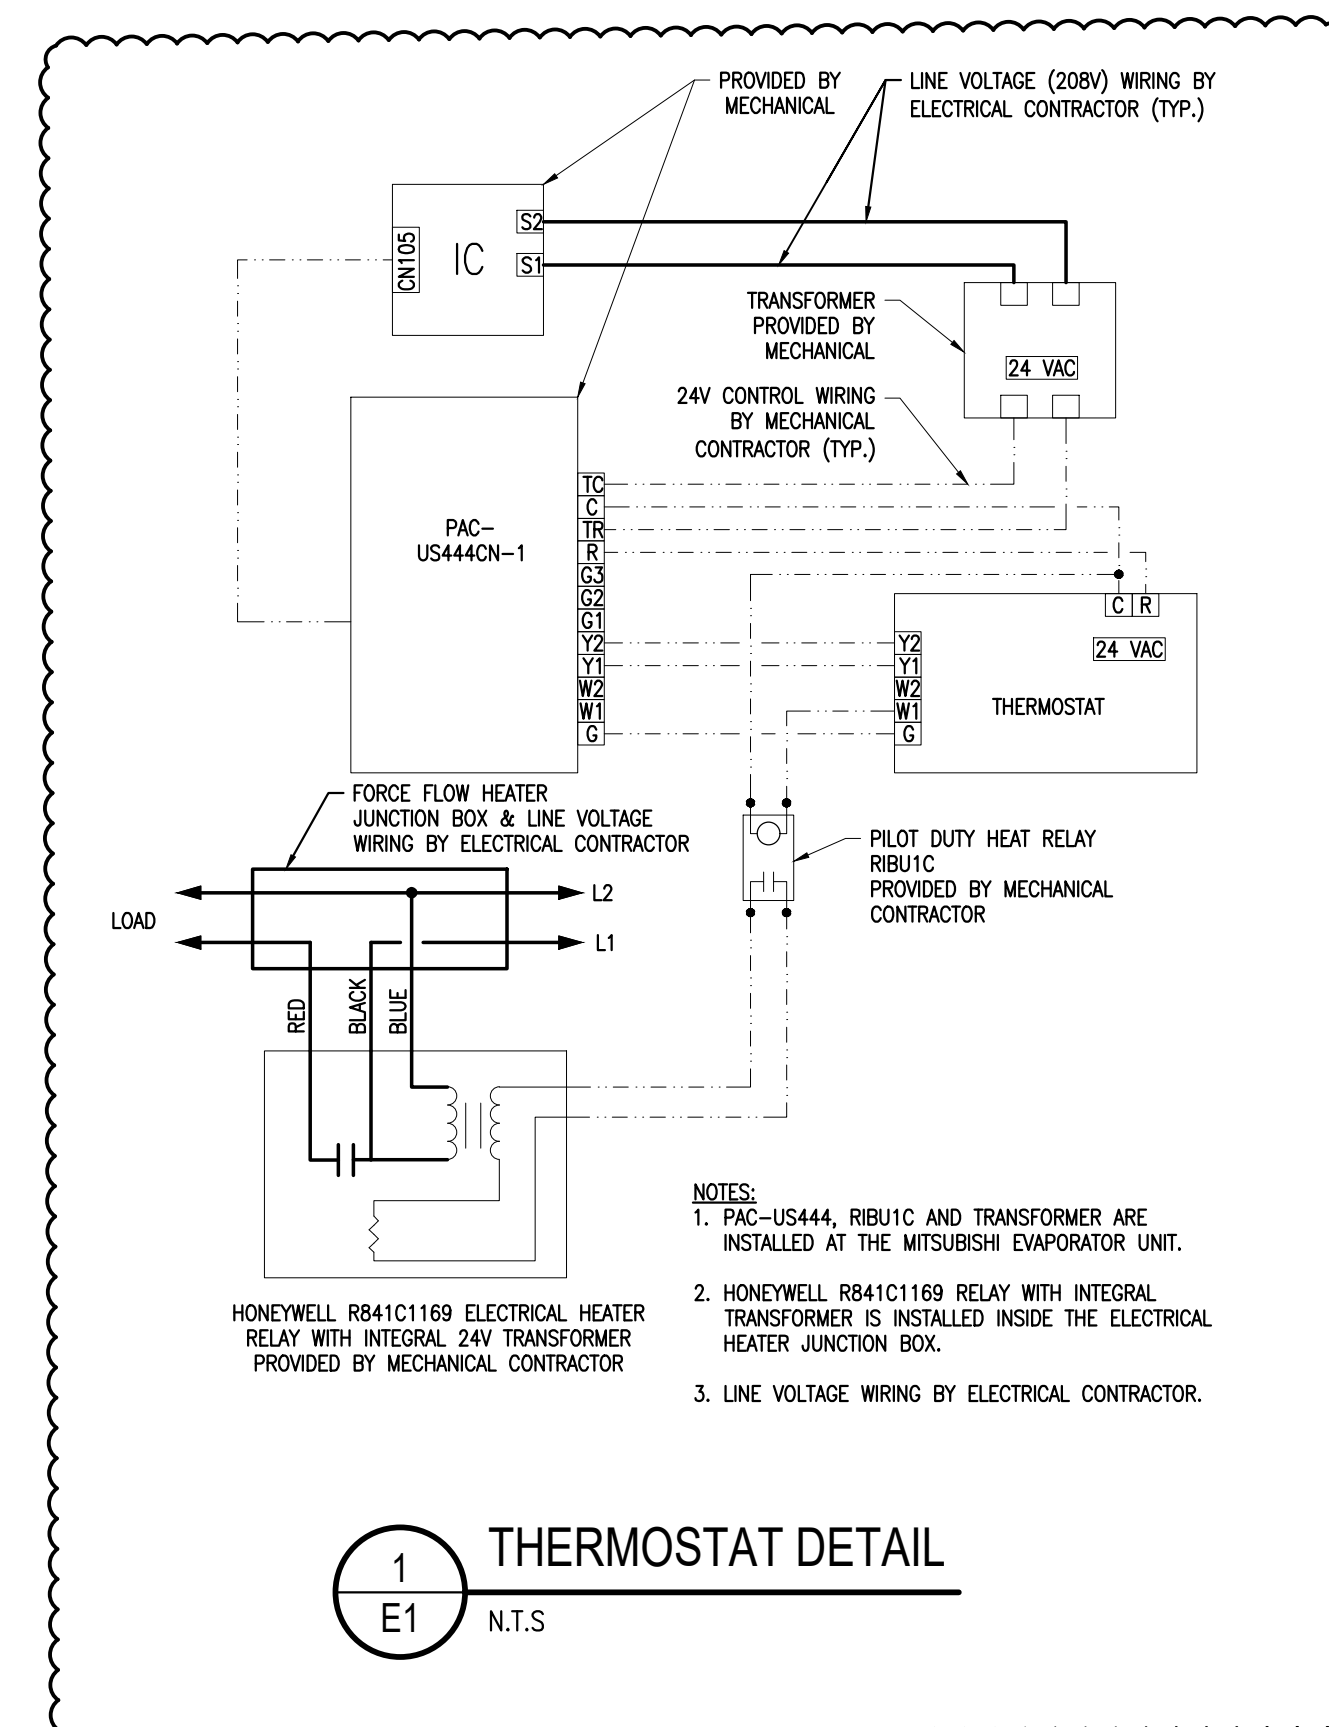 PROVIDED BY
MECHANICAL
LINE VOLTAGE (208V) WIRING BY
ELECTRICAL CONTRACTOR (TYP.)
CN105
IC
S2
S1
TRANSFORMER
PROVIDED BY
MECHANICAL
24 VAC
24V CONTROL WIRING
BY MECHANICAL
CONTRACTOR (TYP.)
PAC-
US444CN-1
TC
C
TR
R
G3
G2
G1
Y2
Y1
W2
W1
G
C R
24 VAC
Y2
Y1
W2
W1
G
THERMOSTAT
FORCE FLOW HEATER
JUNCTION BOX & LINE VOLTAGE
WIRING BY ELECTRICAL CONTRACTOR
PILOT DUTY HEAT RELAY
RIBU1C
PROVIDED BY MECHANICAL
CONTRACTOR
LOAD
L2
L1
RED
BLACK
BLUE
HONEYWELL R841C1169 ELECTRICAL HEATER
RELAY WITH INTEGRAL 24V TRANSFORMER
PROVIDED BY MECHANICAL CONTRACTOR
NOTES:
1. PAC-US444, RIBU1C AND TRANSFORMER ARE
INSTALLED AT THE MITSUBISHI EVAPORATOR UNIT.
2. HONEYWELL R841C1169 RELAY WITH INTEGRAL
TRANSFORMER IS INSTALLED INSIDE THE ELECTRICAL
HEATER JUNCTION BOX.
3. LINE VOLTAGE WIRING BY ELECTRICAL CONTRACTOR.
1
E1
THERMOSTAT DETAIL
N.T.S